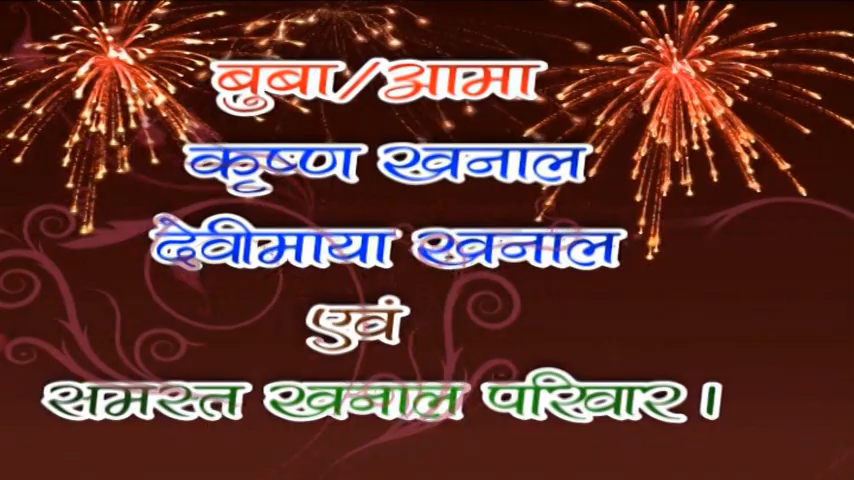 बुबा/आमा
कृष्ण खनाल
देवीमाया खनाल
एवं
समस्त खनाल परिवार ।